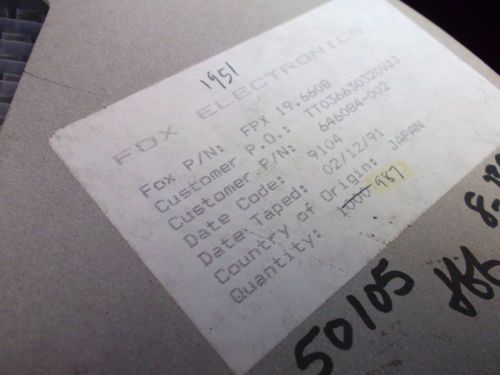 1951
FOX ELECTRONICS
Fox P/N: FPX 19.6608
Customer P.O.: TT036630320VJJ
Customer P/N: 646084-002
Date Code: 9104
Date Taped: 02/12/91
Country of Origin: JAPAN
Quantity: 1000 987
50105